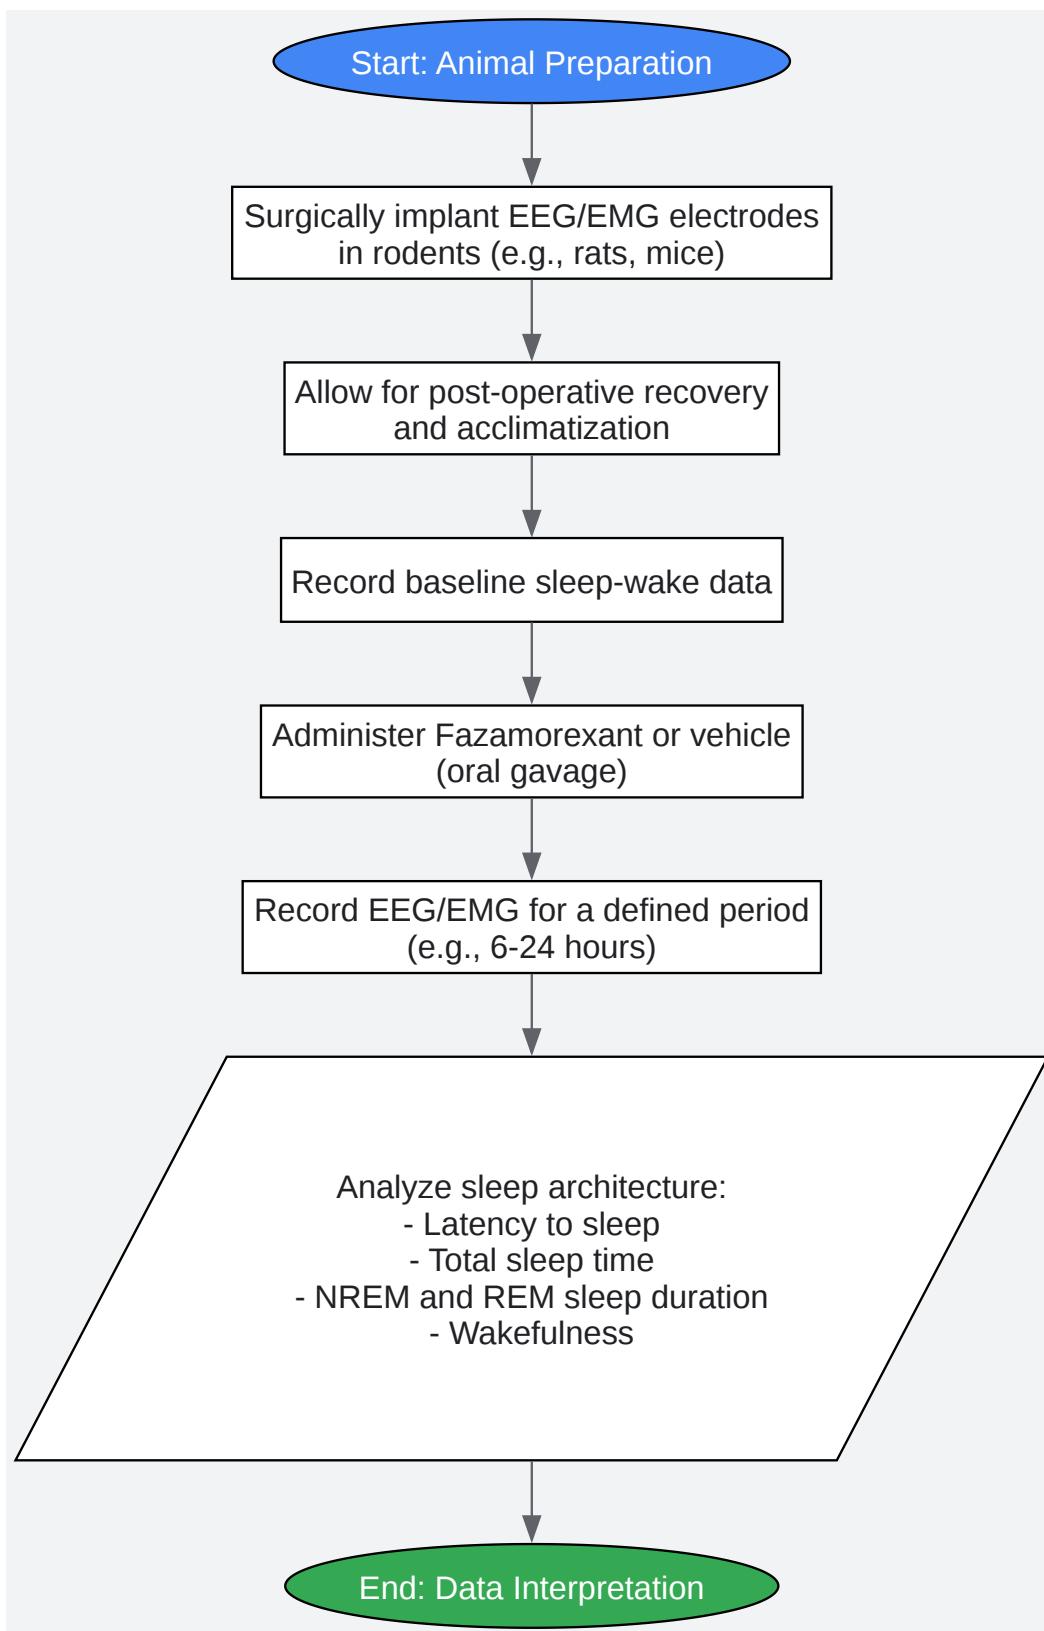 Start: Animal Preparation
Surgically implant EEG/EMG electrodes
in rodents (e.g., rats, mice)
Allow for post-operative recovery
and acclimatization
Record baseline sleep-wake data
Administer Fazamorexant or vehicle
(oral gavage)
Record EEG/EMG for a defined period
(e.g., 6-24 hours)
Analyze sleep architecture:
- Latency to sleep
- Total sleep time
- NREM and REM sleep duration
- Wakefulness
End: Data Interpretation